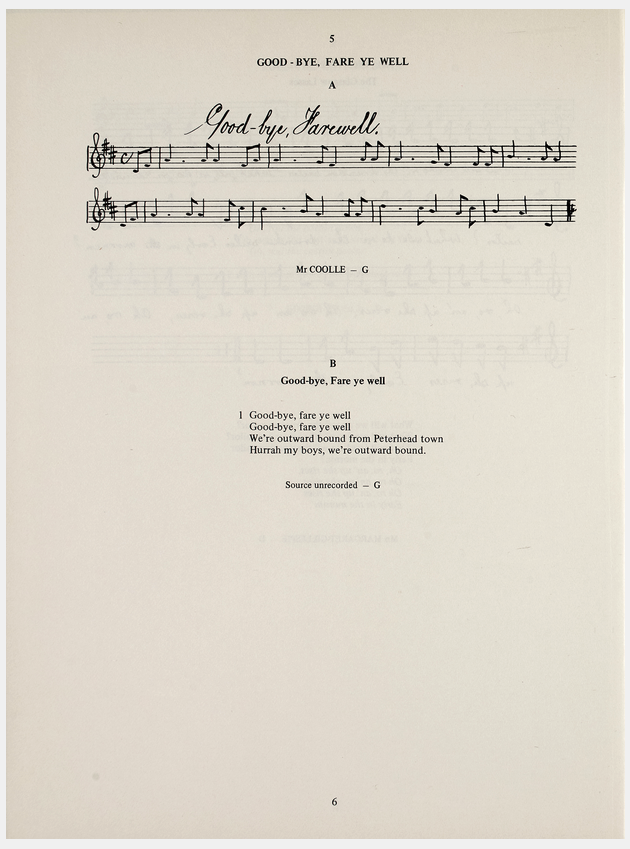 5
GOOD - BYE, FARE YE WELL
A
Good-bye, Farewell.
Mr COOLLE — G
B
Good-bye, Fare ye well
1 Good-bye, fare ye well
Good-bye, fare ye well
We're outward bound from Peterhead town
Hurrah my boys, we're outward bound.
Source unrecorded — G
6